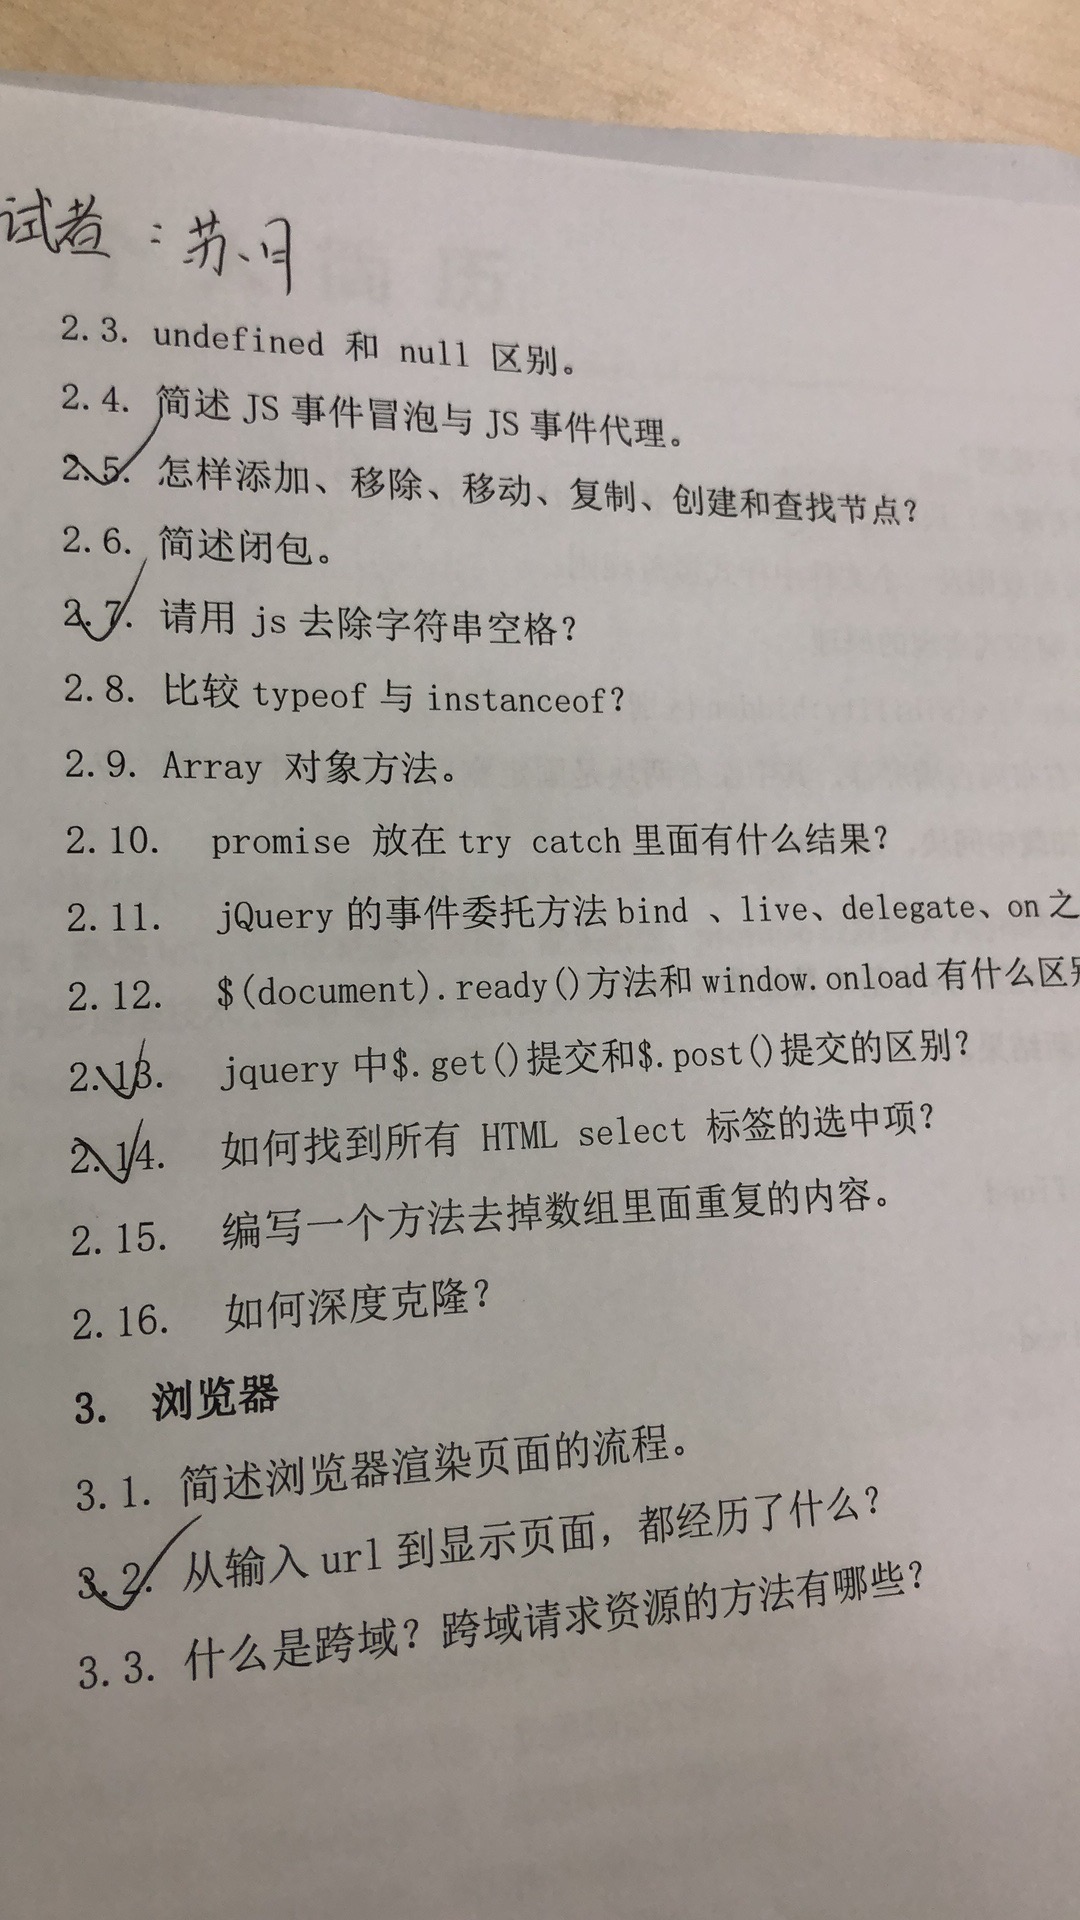 试者：苏月
2.3. undefined 和 null 区别。
2.4. 简述 JS 事件冒泡与 JS 事件代理。
2.5. 怎样添加、移除、移动、复制、创建和查找节点？
2.6. 简述闭包。
2.7. 请用 js 去除字符串空格？
2.8. 比较 typeof 与 instanceof？
2.9. Array 对象方法。
2.10. promise 放在 try catch 里面有什么结果？
2.11. jQuery 的事件委托方法 bind 、live、delegate、on 之
2.12. $(document).ready()方法和 window.onload 有什么区别
2.13. jquery 中$.get()提交和$.post()提交的区别？
2.14. 如何找到所有 HTML select 标签的选中项？
2.15. 编写一个方法去掉数组里面重复的内容。
2.16. 如何深度克隆？
3. 浏览器
3.1. 简述浏览器渲染页面的流程。
3.2. 从输入 url 到显示页面，都经历了什么？
3.3. 什么是跨域？跨域请求资源的方法有哪些？